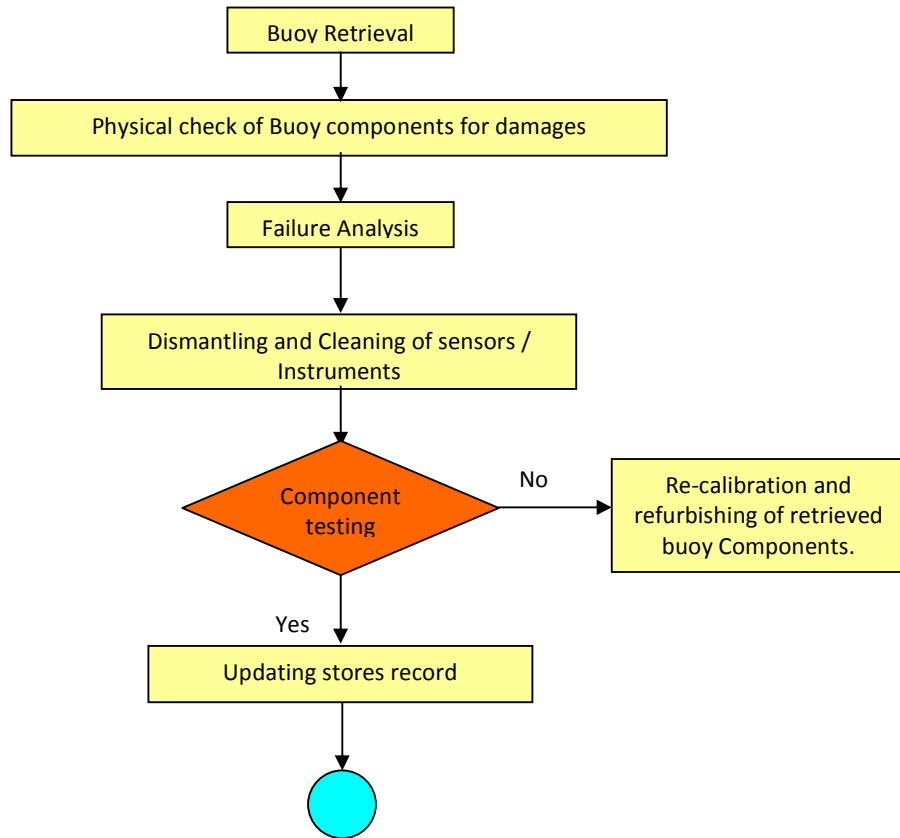 Buoy Retrieval
Physical check of Buoy components for damages
Failure Analysis
Dismantling and Cleaning of sensors /
Instruments
Component
testing
No
Re-calibration and
refurbishing of retrieved
buoy Components.
Yes
Updating stores record